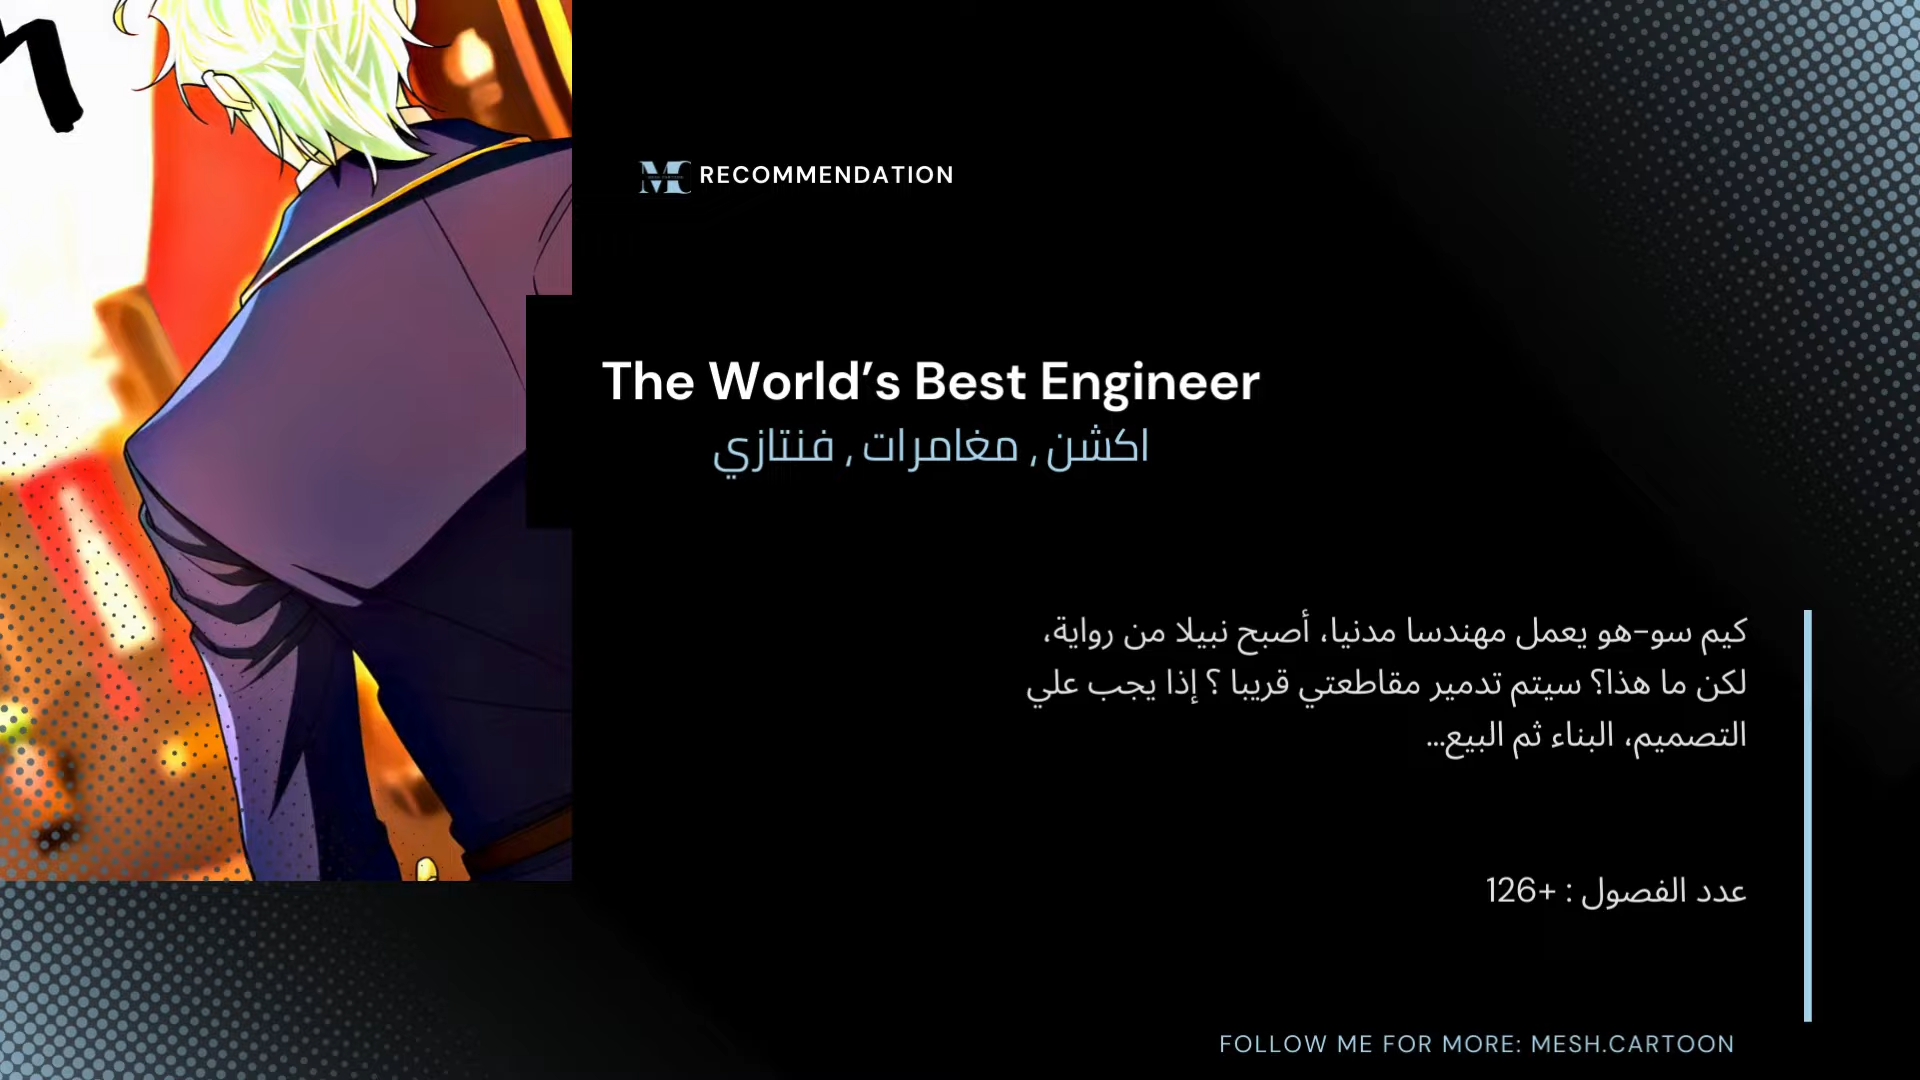 RECOMMENDATION
The World’s Best Engineer
اكشن , مغامرات , فنتازي
كيم سو-هو يعمل مهندسا مدنيا، أصبح نبيلا من رواية،
لكن ما هذا؟ سيتم تدمير مقاطعتي قريبا ؟ إذا يجب علي
التصميم، البناء ثم البيع...
عدد الفصول : +126
FOLLOW ME FOR MORE: MESH.CARTOON